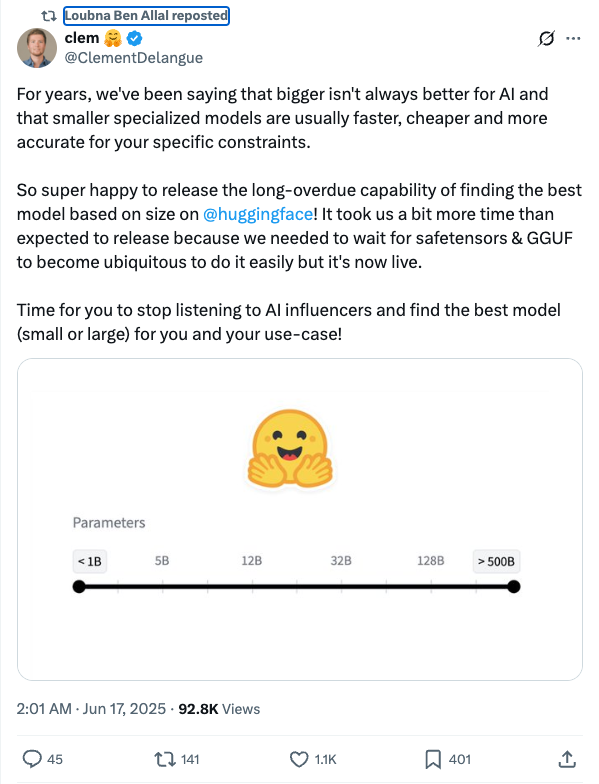 Loubna Ben Allal reposted
clem 🤗
@ClementDelangue
For years, we've been saying that bigger isn't always better for AI and
that smaller specialized models are usually faster, cheaper and more
accurate for your specific constraints.
So super happy to release the long-overdue capability of finding the best
model based on size on @huggingface! It took us a bit more time than
expected to release because we needed to wait for safetensors & GGUF
to become ubiquitous to do it easily but it's now live.
Time for you to stop listening to AI influencers and find the best model
(small or large) for you and your use-case!
Parameters
< 1B 5B 12B 32B 128B > 500B
2:01 AM · Jun 17, 2025 · 92.8K Views
45 141 1.1K 401